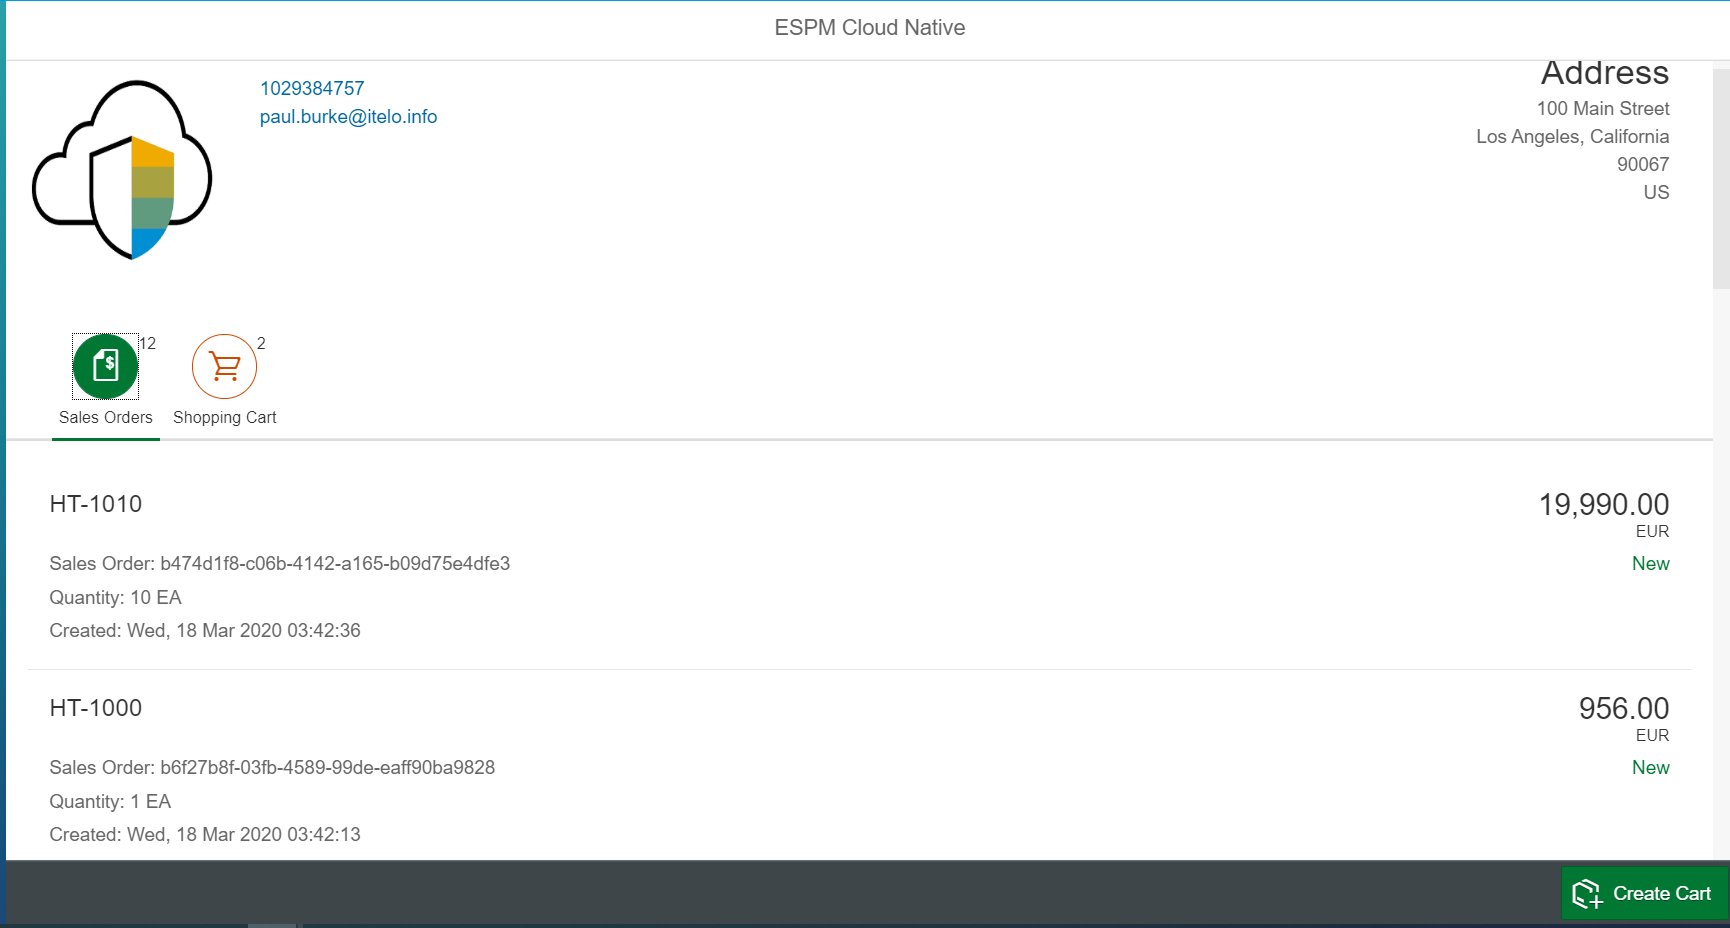 ESPM Cloud Native
1029384757
paul.burke@itelo.info
Address
100 Main Street
Los Angeles, California
90067
US
12
2
$
Sales Orders
Shopping Cart
HT-1010
19,990.00
EUR
Sales Order: b474d1f8-c06b-4142-a165-b09d75e4dfe3
New
Quantity: 10 EA
Created: Wed, 18 Mar 2020 03:42:36
HT-1000
956.00
EUR
Sales Order: b6f27b8f-03fb-4589-99de-eaff90ba9828
New
Quantity: 1 EA
Created: Wed, 18 Mar 2020 03:42:13
Create Cart